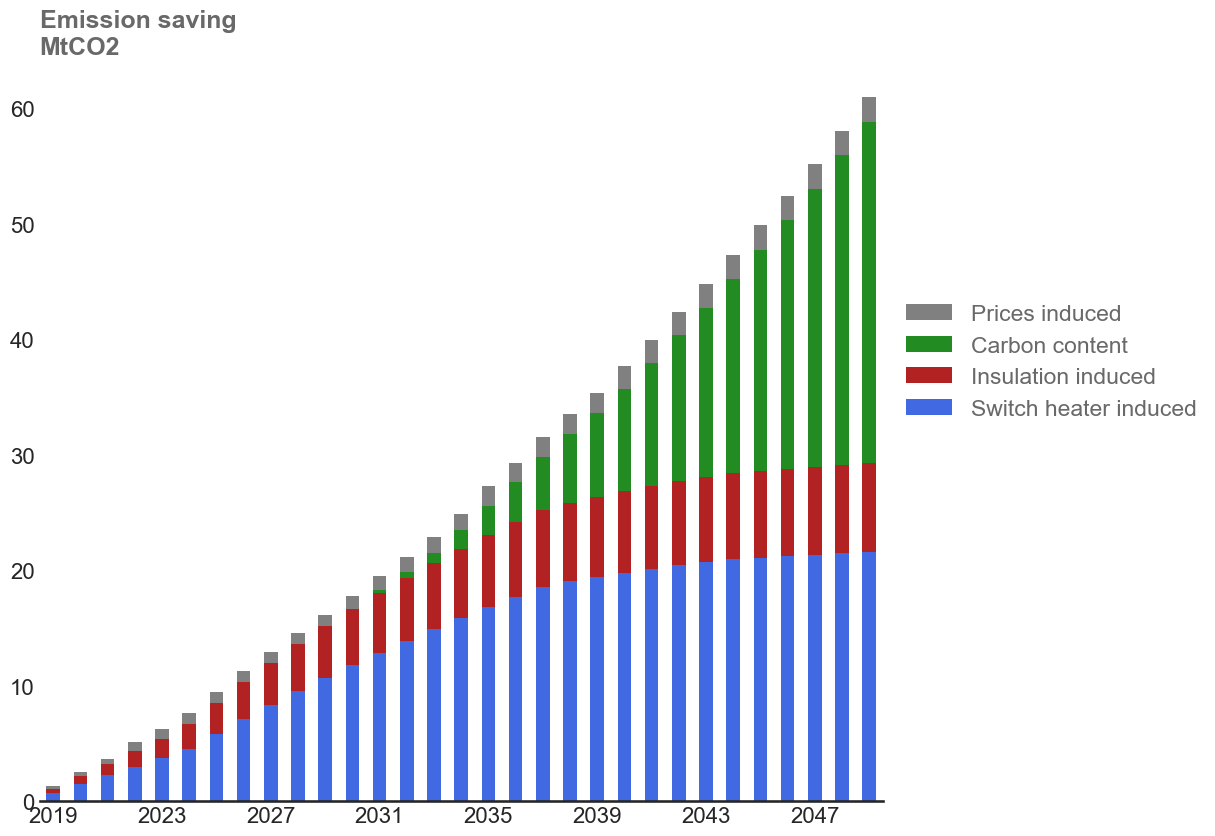 Emission saving
MtCO2
60
50
40
30
20
10
0
2019 2023 2027 2031 2035 2039 2043 2047
Prices induced
Carbon content
Insulation induced
Switch heater induced